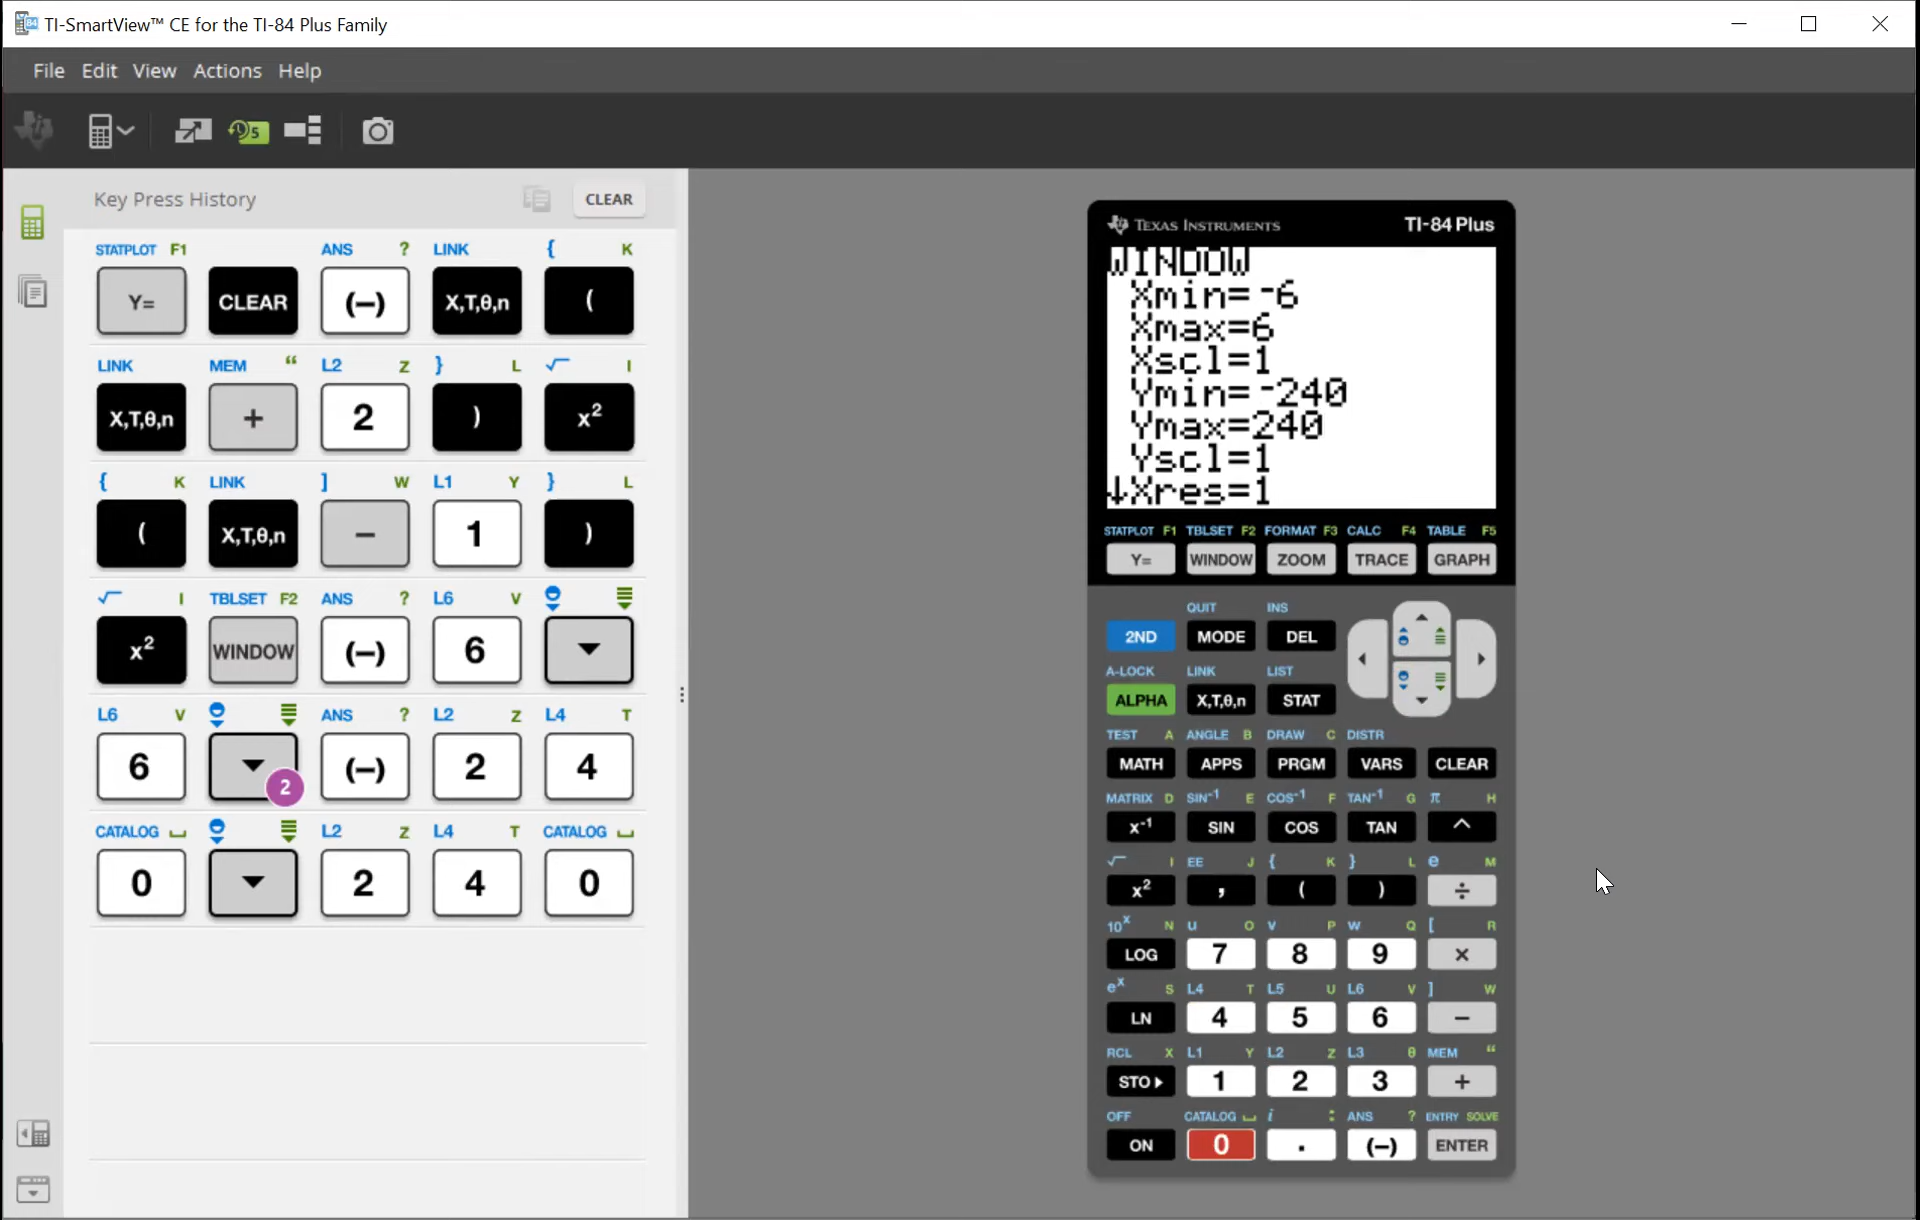 TI-SmartView™ CE for the TI-84 Plus Family
File Edit View Actions Help
5
Key Press History CLEAR
STATPLOT F1 ANS ? LINK { K
Y= CLEAR (−) X,T,θ,n (
LINK MEM “ L2 Z } L √ I
X,T,θ,n + 2 ) x²
{ K LINK ] W L1 Y } L
( X,T,θ,n − 1 )
√ I TBLSET F2 ANS ? L6 V
x² WINDOW (−) 6
L6 V ANS ? L2 Z L4 T
6 2 (−) 2 4
CATALOG L2 Z L4 T CATALOG
0 2 4 0
TEXAS INSTRUMENTS TI-84 Plus
WINDOW
Xmin=-6
Xmax=6
Xscl=1
Ymin=-240
Ymax=240
Yscl=1
↓Xres=1
STATPLOT F1 TBLSET F2 FORMAT F3 CALC F4 TABLE F5
Y= WINDOW ZOOM TRACE GRAPH
QUIT INS
2ND MODE DEL
A-LOCK LINK LIST
ALPHA X,T,θ,n STAT
TEST A ANGLE B DRAW C DISTR
MATH APPS PRGM VARS CLEAR
MATRIX D SIN⁻¹ E COS⁻¹ F TAN⁻¹ G π H
x⁻¹ SIN COS TAN ^
√ I EE J { K } L e M
x² , ( ) ÷
10ˣ N u O v P w Q [ R
LOG 7 8 9 ×
eˣ S L4 T L5 U L6 V ] W
LN 4 5 6 −
RCL X L1 Y L2 Z L3 θ MEM “
STO▸ 1 2 3 +
OFF CATALOG i : ANS ? ENTRY SOLVE
ON 0 . (−) ENTER